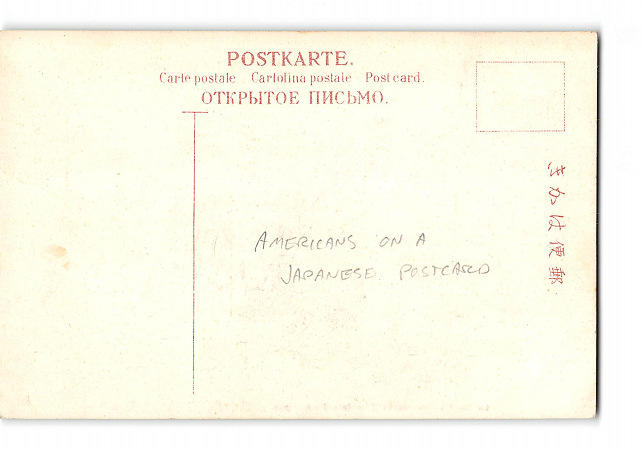 POSTKARTE.
Carte postale Cartolina postale Post card.
ОТКРЫТОЕ ПИСЬМО.
きかは便郵
AMERICANS ON A
JAPANESE POSTCARD